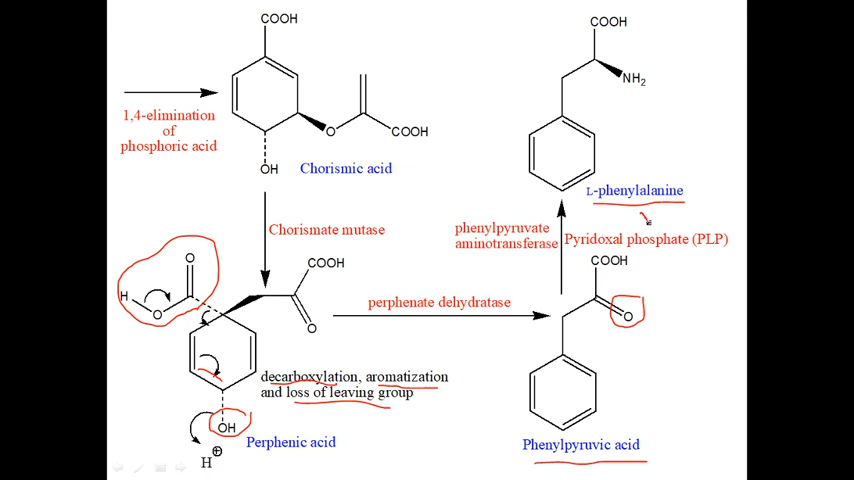 COOH
COOH
NH₂
1,4-elimination
of
phosphoric acid
O
COOH
OH
Chorismic acid
L-phenylalanine
Chorismate mutase
phenylpyruvate
aminotransferase
Pyridoxal phosphate (PLP)
O
COOH
COOH
H
O
O
perphenate dehydratase
O
decarboxylation, aromatization
and loss of leaving group
OH
Perphenic acid
Phenylpyruvic acid
⊕
H